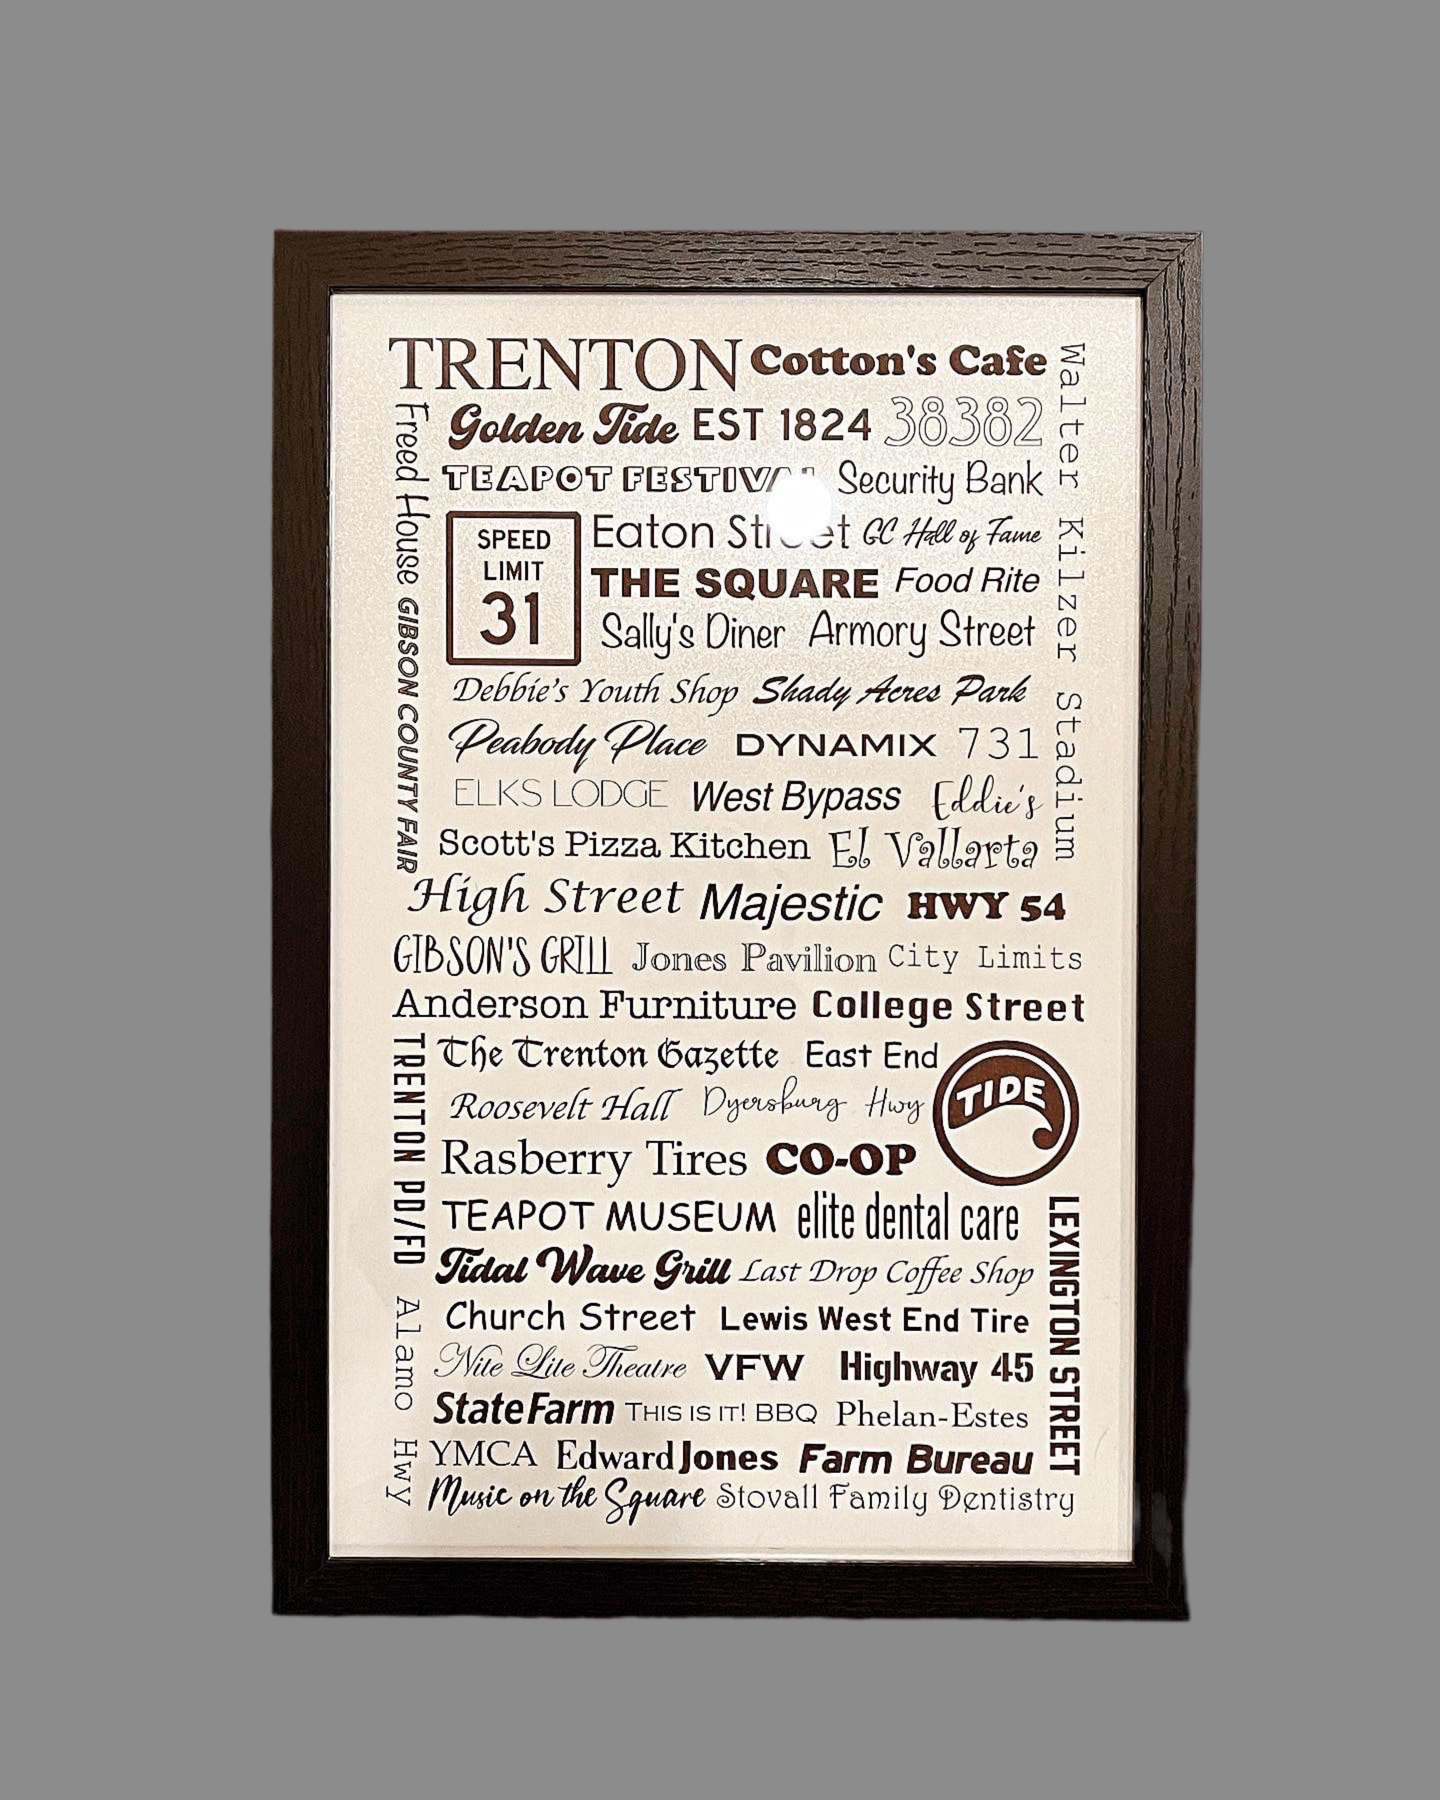 TRENTON Cotton's Cafe
Golden Tide EST 1824 38382
TEAPOT FESTIVAL Security Bank
SPEED
LIMIT
31
Eaton Street GC Hall of Fame
THE SQUARE Food Rite
Sally's Diner Armory Street
Debbie's Youth Shop Shady Acres Park
Peabody Place DYNAMIX 731
ELKS LODGE West Bypass Eddie's
Scott's Pizza Kitchen El Vallarta
Freed House GIBSON COUNTY FAIR
Walter Kilzer Stadium
High Street Majestic HWY 54
GIBSON'S GRILL Jones Pavilion City Limits
Anderson Furniture College Street
The Trenton Gazette East End
Roosevelt Hall Dyersburg Hwy
TIDE
Rasberry Tires CO-OP
TEAPOT MUSEUM elite dental care
Tidal Wave Grill Last Drop Coffee Shop
Church Street Lewis West End Tire
Nite Lite Theatre VFW Highway 45
StateFarm THIS IS IT! BBQ Phelan-Estes
YMCA Edward Jones Farm Bureau
Music on the Square Stovall Family Dentistry
TRENTON PD/FD Alamo Hwy
LEXINGTON STREET